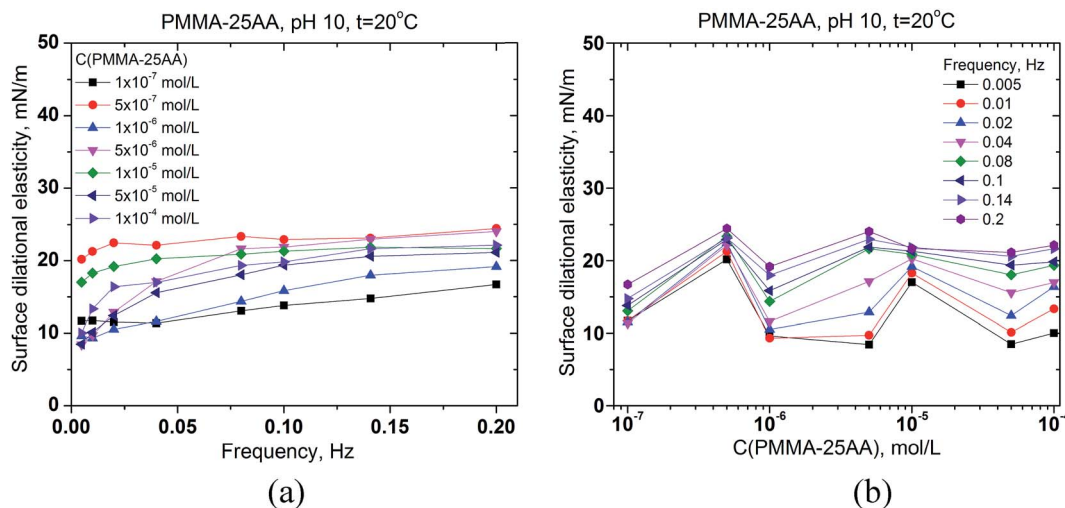 PMMA-25AA, pH 10, t=20°C
Surface dilational elasticity, mN/m
50
40
30
20
10
0
C(PMMA-25AA)
1x10⁻⁷ mol/L
5x10⁻⁷ mol/L
1x10⁻⁶ mol/L
5x10⁻⁶ mol/L
1x10⁻⁵ mol/L
5x10⁻⁵ mol/L
1x10⁻⁴ mol/L
0.00 0.05 0.10 0.15 0.20
Frequency, Hz
(a)
PMMA-25AA, pH 10, t=20°C
Surface dilational elasticity, mN/m
50
40
30
20
10
0
Frequency, Hz
0.005
0.01
0.02
0.04
0.08
0.1
0.14
0.2
10⁻⁷ 10⁻⁶ 10⁻⁵ 10⁻
C(PMMA-25AA), mol/L
(b)